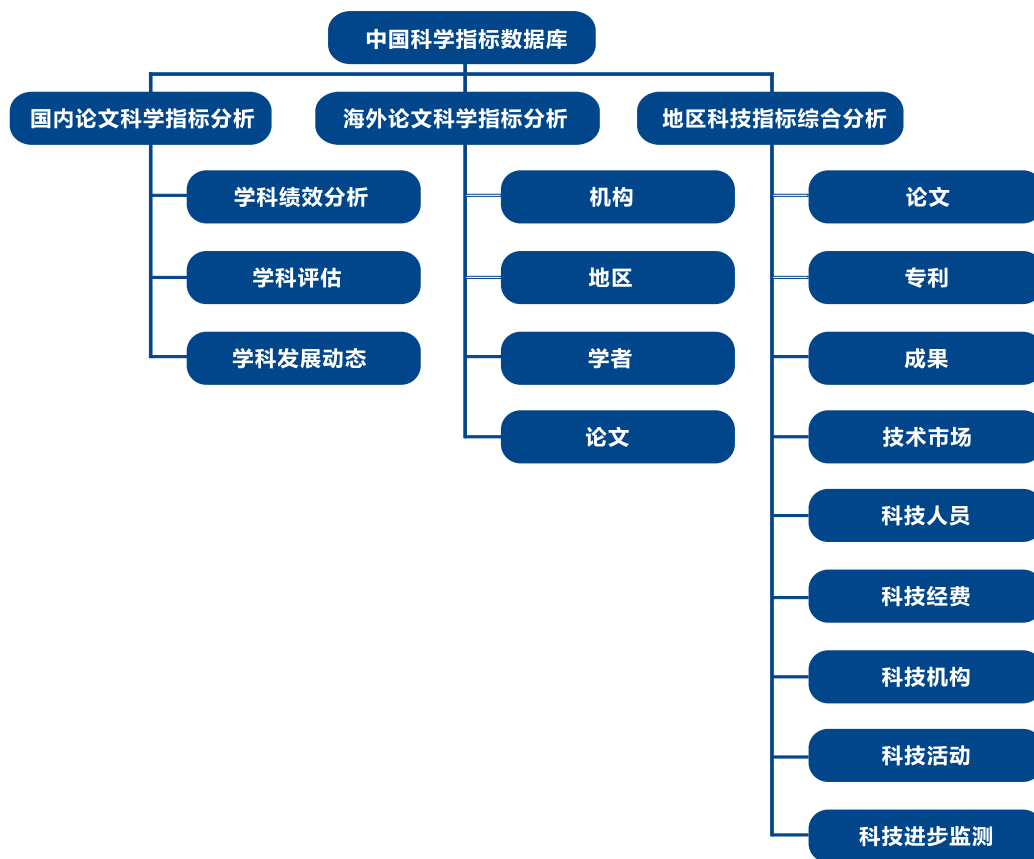 中国科学指标数据库
国内论文科学指标分析
海外论文科学指标分析
地区科技指标综合分析
学科绩效分析
机构
论文
学科评估
地区
专利
学科发展动态
学者
成果
论文
技术市场
科技人员
科技经费
科技机构
科技活动
科技进步监测